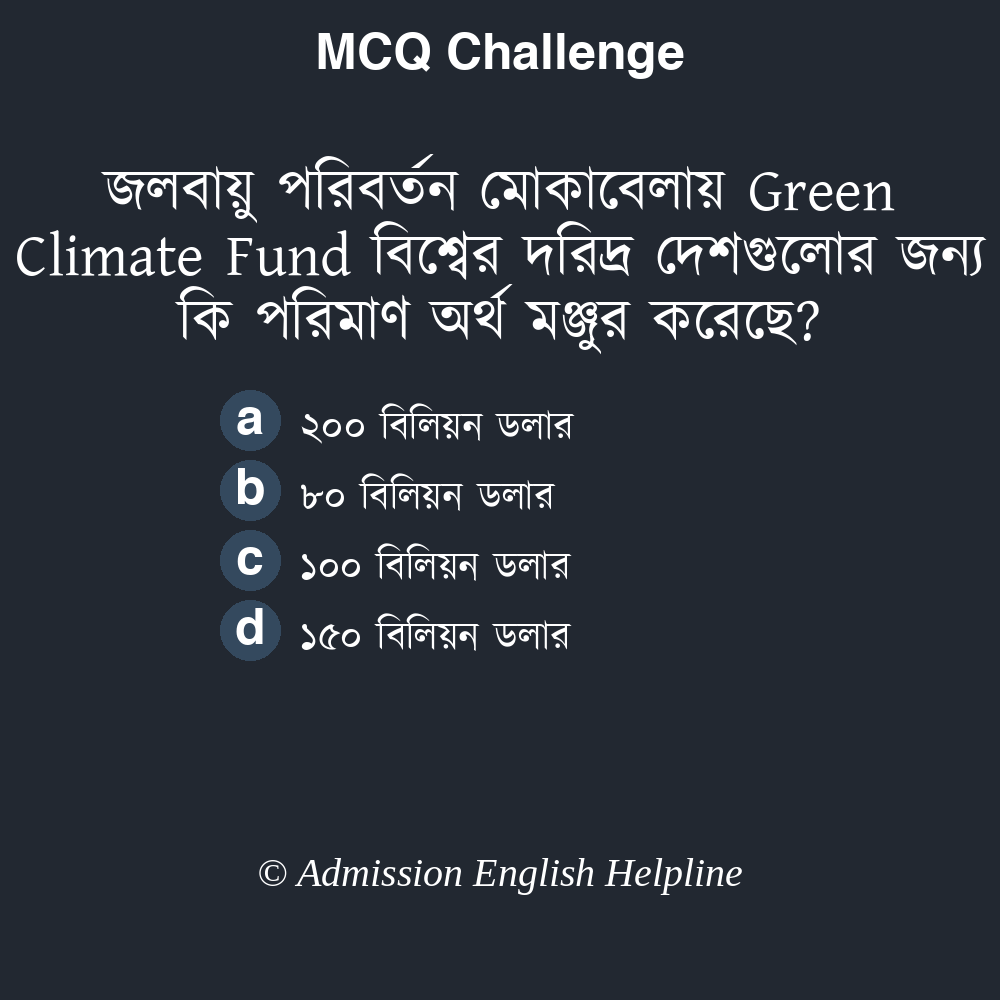 MCQ Challenge
জলবায়ু পরিবর্তন মোকাবেলায় Green
Climate Fund বিশ্বের দরিদ্র দেশগুলোর জন্য
কি পরিমাণ অর্থ মঞ্জুর করেছে?
a ২০০ বিলিয়ন ডলার
b ৮০ বিলিয়ন ডলার
c ১০০ বিলিয়ন ডলার
d ১৫০ বিলিয়ন ডলার
© Admission English Helpline